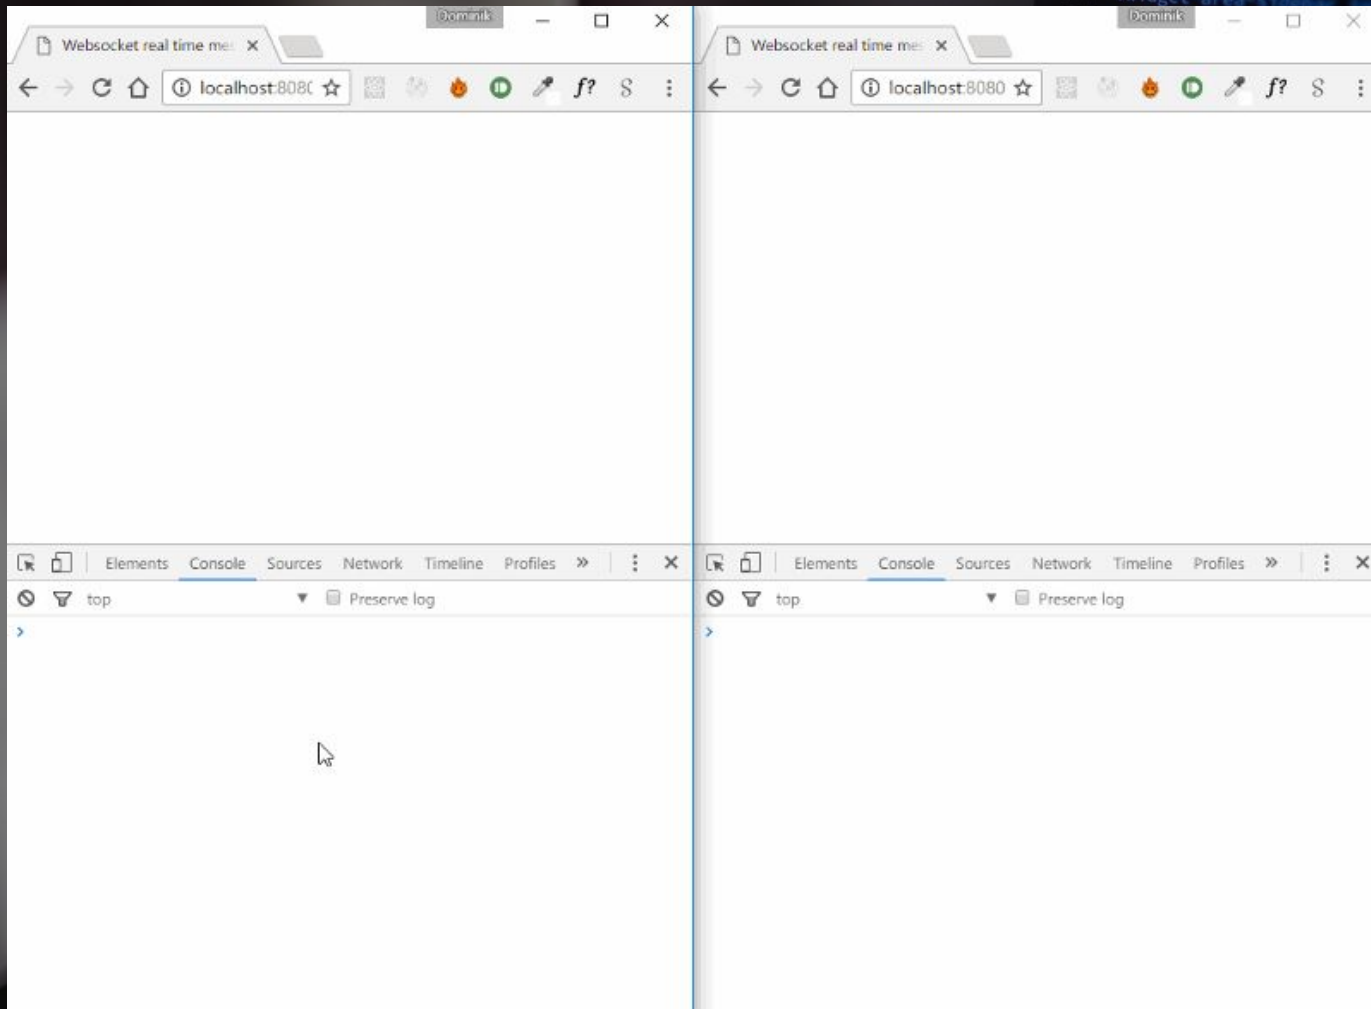 Dominik
Websocket real time me
localhost:8080
f?
S
Elements Console Sources Network Timeline Profiles »
top Preserve log
>
Dominik
Websocket real time me
localhost:8080
f?
S
Elements Console Sources Network Timeline Profiles »
top Preserve log
>